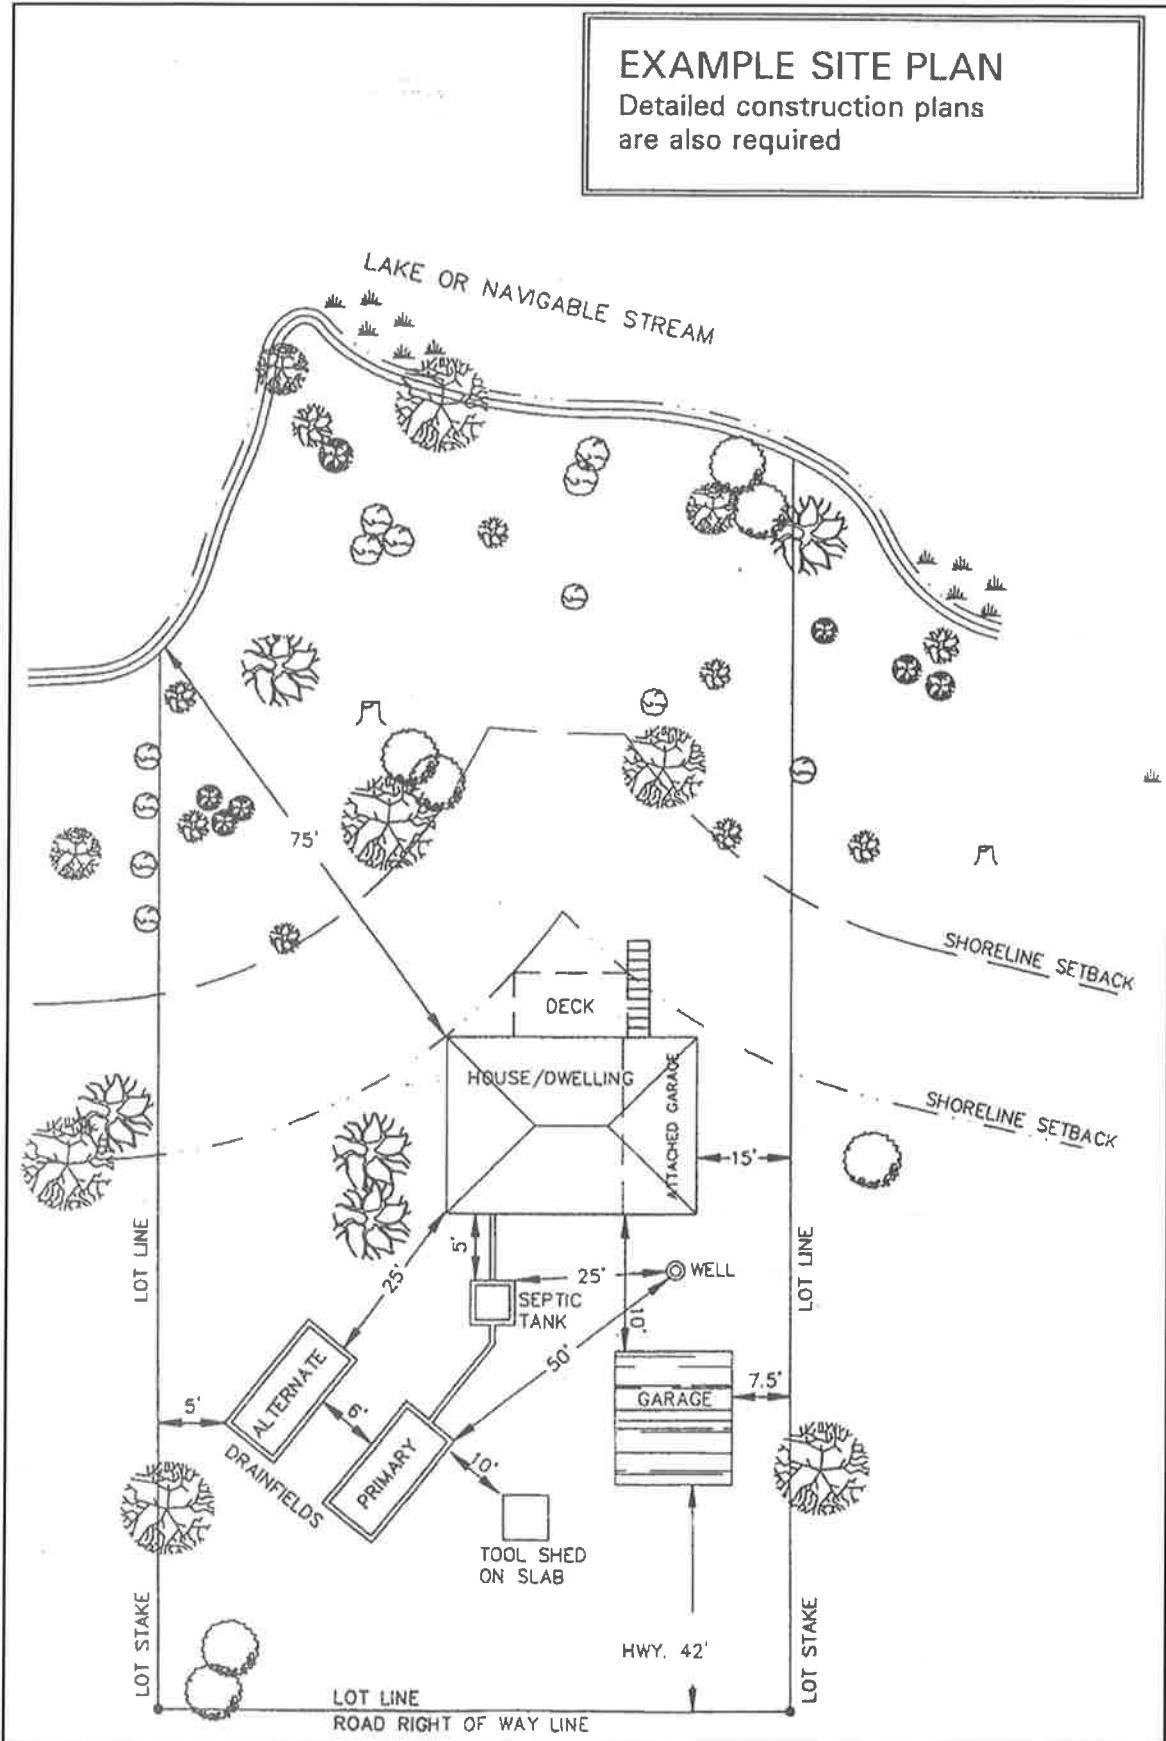 EXAMPLE SITE PLAN
Detailed construction plans
are also required
LAKE OR NAVIGABLE STREAM
75'
SHORELINE SETBACK
DECK
HOUSE/DWELLING
ATTACHED GARAGE
SHORELINE SETBACK
15'
LOT LINE
LOT LINE
5'
25'
25'
WELL
SEPTIC
TANK
10'
50'
ALTERNATE
5'
6'
GARAGE
7.5'
DRAINFIELDS
PRIMARY
10'
TOOL SHED
ON SLAB
LOT STAKE
LOT STAKE
HWY. 42'
LOT LINE
ROAD RIGHT OF WAY LINE